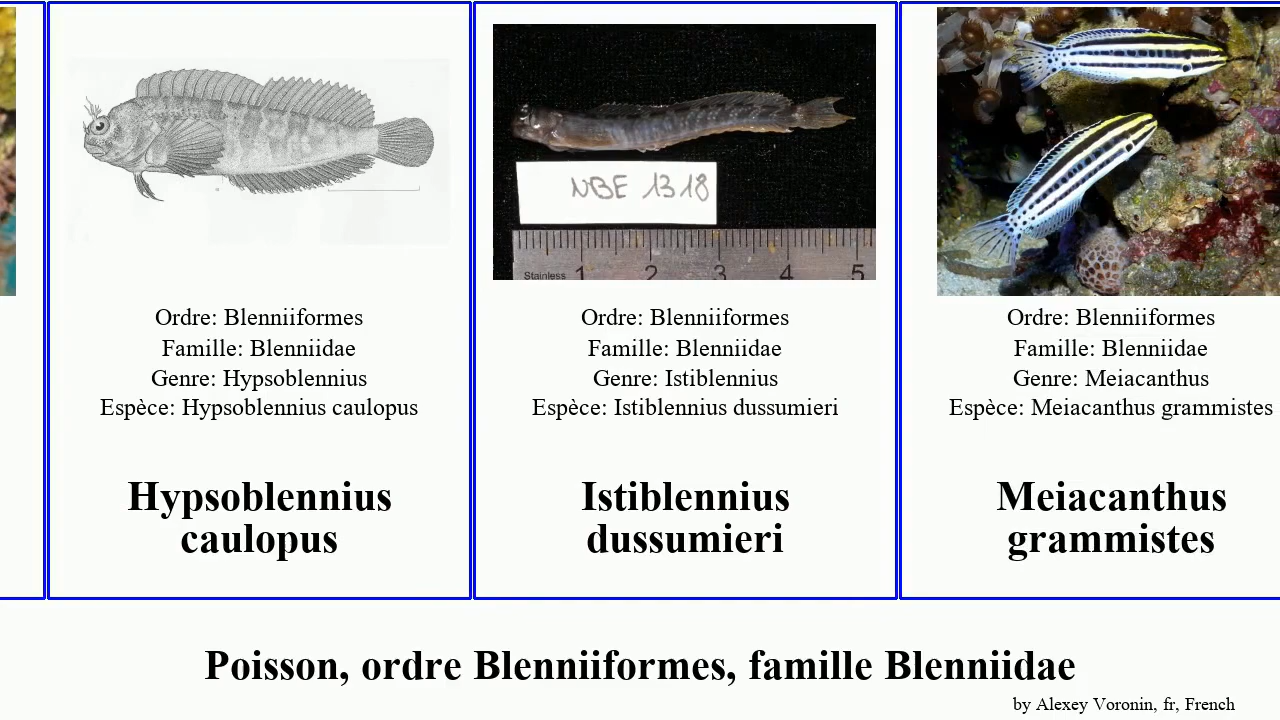 NBE 1318
Stainless 1 2 3 4 5
Ordre: Blenniiformes
Famille: Blenniidae
Genre: Hypsoblennius
Espèce: Hypsoblennius caulopus
Hypsoblennius
caulopus
Ordre: Blenniiformes
Famille: Blenniidae
Genre: Istiblennius
Espèce: Istiblennius dussumieri
Istiblennius
dussumieri
Ordre: Blenniiformes
Famille: Blenniidae
Genre: Meiacanthus
Espèce: Meiacanthus grammistes
Meiacanthus
grammistes
Poisson, ordre Blenniiformes, famille Blenniidae
by Alexey Voronin, fr, French